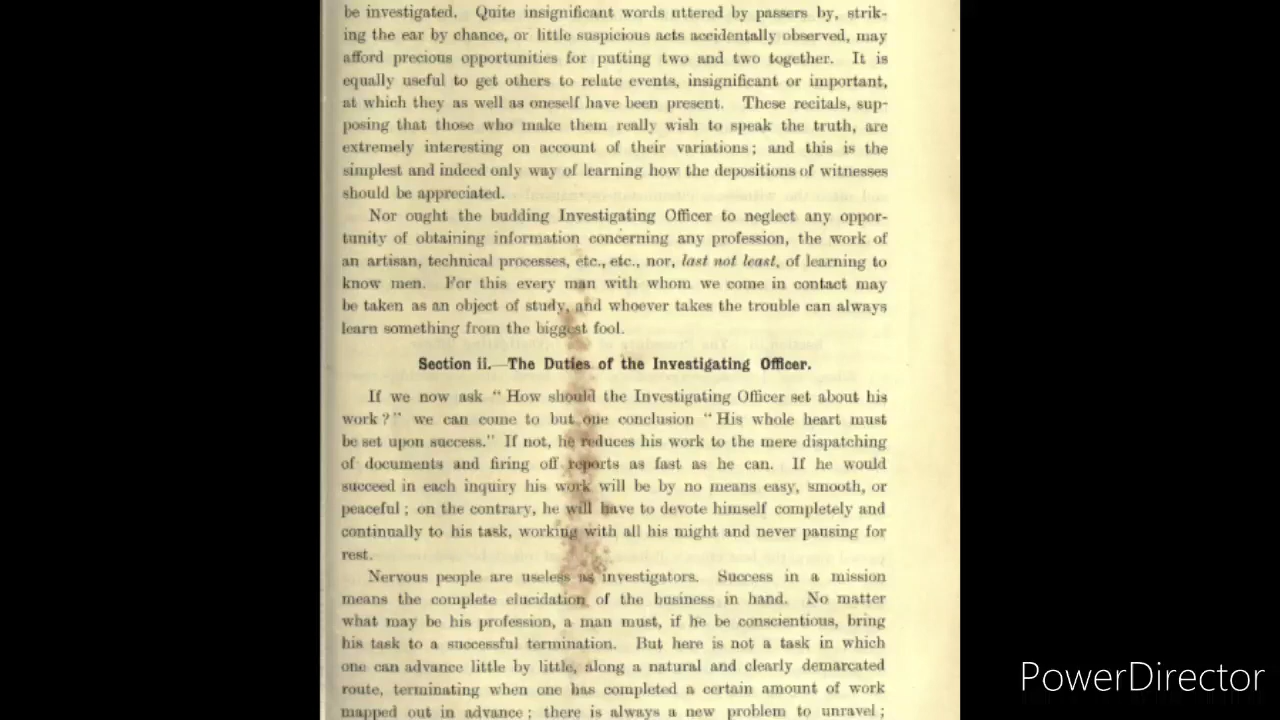 be investigated. Quite insignificant words uttered by passers by, strik-
ing the ear by chance, or little suspicious acts accidentally observed, may
afford precious opportunities for putting two and two together. It is
equally useful to get others to relate events, insignificant or important,
at which they as well as oneself have been present. These recitals, sup-
posing that those who make them really wish to speak the truth, are
extremely interesting on account of their variations; and this is the
simplest and indeed only way of learning how the depositions of witnesses
should be appreciated.
Nor ought the budding Investigating Officer to neglect any oppor-
tunity of obtaining information concerning any profession, the work of
an artisan, technical processes, etc., etc., nor, last not least, of learning to
know men. For this every man with whom we come in contact may
be taken as an object of study, and whoever takes the trouble can always
learn something from the biggest fool.
Section ii.—The Duties of the Investigating Officer.
If we now ask "How should the Investigating Officer set about his
work?" we can come to but one conclusion "His whole heart must
be set upon success." If not, he reduces his work to the mere dispatching
of documents and firing off reports as fast as he can. If he would
succeed in each inquiry his work will be by no means easy, smooth, or
peaceful; on the contrary, he will have to devote himself completely and
continually to his task, working with all his might and never pausing for
rest.
Nervous people are useless as investigators. Success in a mission
means the complete elucidation of the business in hand. No matter
what may be his profession, a man must, if he be conscientious, bring
his task to a successful termination. But here is not a task in which
one can advance little by little, along a natural and clearly demarcated
route, terminating when one has completed a certain amount of work
mapped out in advance; there is always a new problem to unravel;
PowerDirector